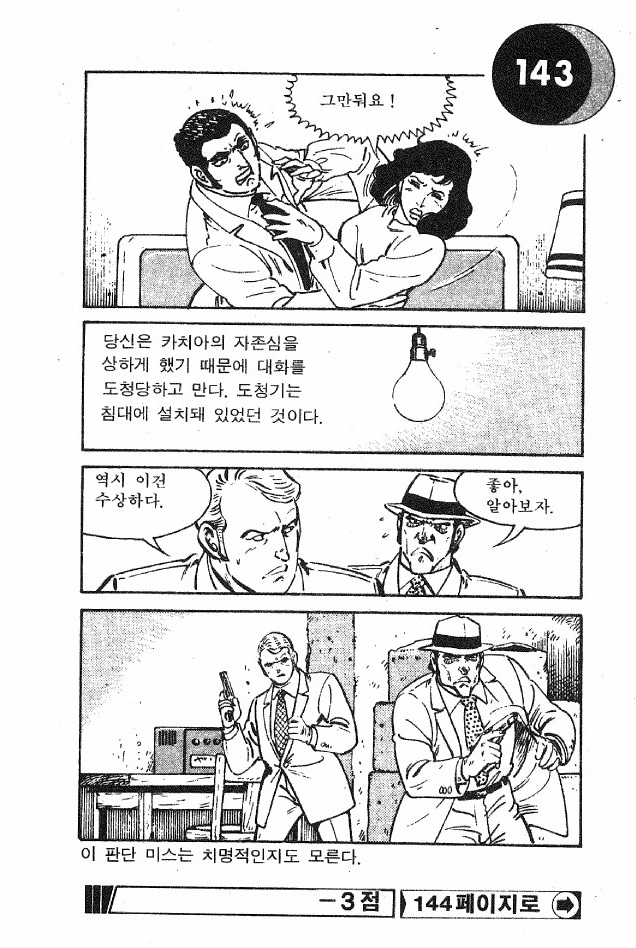 143
그만둬요!
당신은 카치아의 자존심을
상하게 했기 때문에 대화를
도청당하고 만다. 도청기는
침대에 설치돼 있었던 것이다.
역시 이건
수상하다.
좋아,
알아보자.
이 판단 미스는 치명적인지도 모른다.
-3점
144페이지로